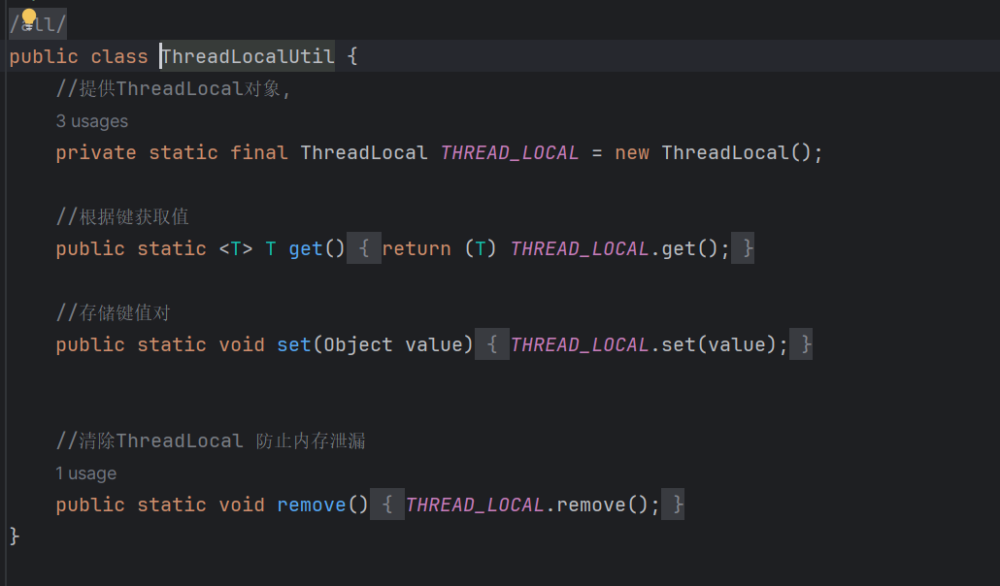 /all/
public class ThreadLocalUtil {
//提供ThreadLocal对象,
3 usages
private static final ThreadLocal THREAD_LOCAL = new ThreadLocal();
//根据键获取值
public static <T> T get() { return (T) THREAD_LOCAL.get(); }
//存储键值对
public static void set(Object value) { THREAD_LOCAL.set(value); }
//清除ThreadLocal 防止内存泄漏
1 usage
public static void remove() { THREAD_LOCAL.remove(); }
}